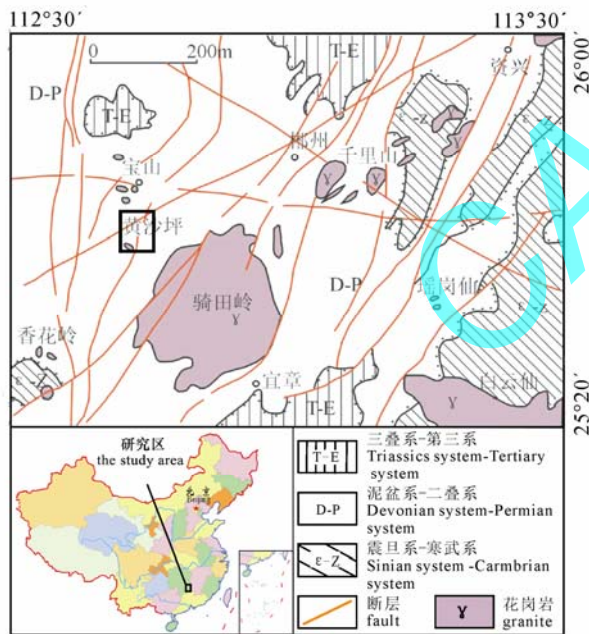 112°30′ 113°30′
26°00′
25°20′
0 200m
D-P
T-E
T-E
资兴
ε-Z
郴州
千里山
γ
γ
γ
宝山
黄沙坪
D-P
瑶岗仙
骑田岭
γ
香花岭
ε-Z
ε-Z
宜章
白云仙
T-E
γ
CA
研究区
the study area
北京
Beijing
T-E
三叠系-第三系
Triassics system-Tertiary
system
D-P
泥盆系-二叠系
Devonian system-Permian
system
ε-Z
震旦系-寒武系
Sinian system -Carmbrian
system
断层
fault
γ
花岗岩
granite